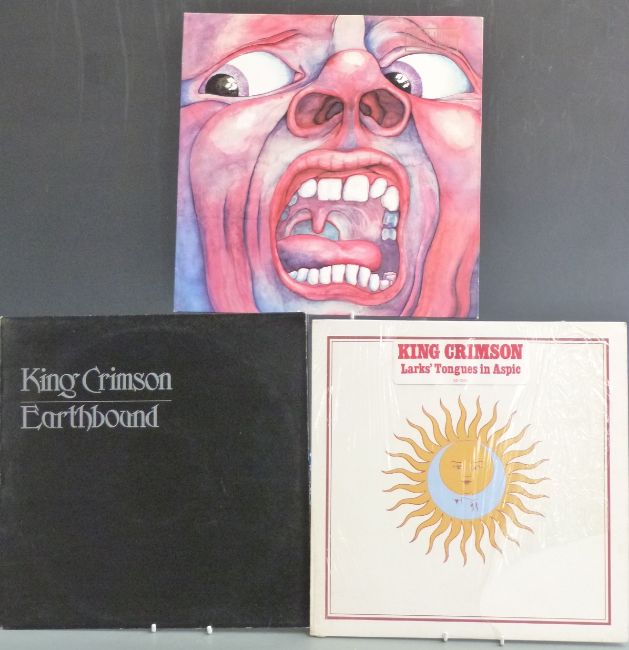 King Crimson
Earthbound
KING CRIMSON
Larks' Tongues in Aspic